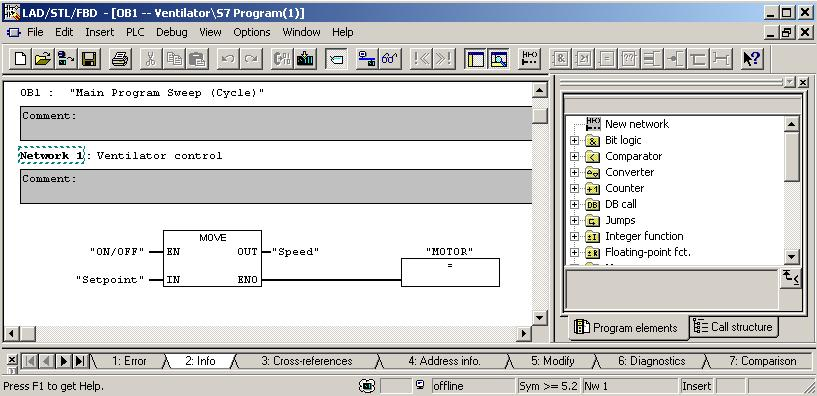 LAD/STL/FBD - [OB1 -- Ventilator\S7 Program(1)]
File Edit Insert PLC Debug View Options Window Help
OB1 : "Main Program Sweep (Cycle)"
Comment:
Network 1: Ventilator control
Comment:
MOVE
"ON/OFF" EN OUT "Speed" "MOTOR"
=
"Setpoint" IN ENO
New network
Bit logic
Comparator
Converter
Counter
DB call
Jumps
Integer function
Floating-point fct.
Program elements Call structure
1: Error 2: Info 3: Cross-references 4: Address info. 5: Modify 6: Diagnostics 7: Comparison
Press F1 to get Help. offline Sym >= 5.2 Nw 1 Insert